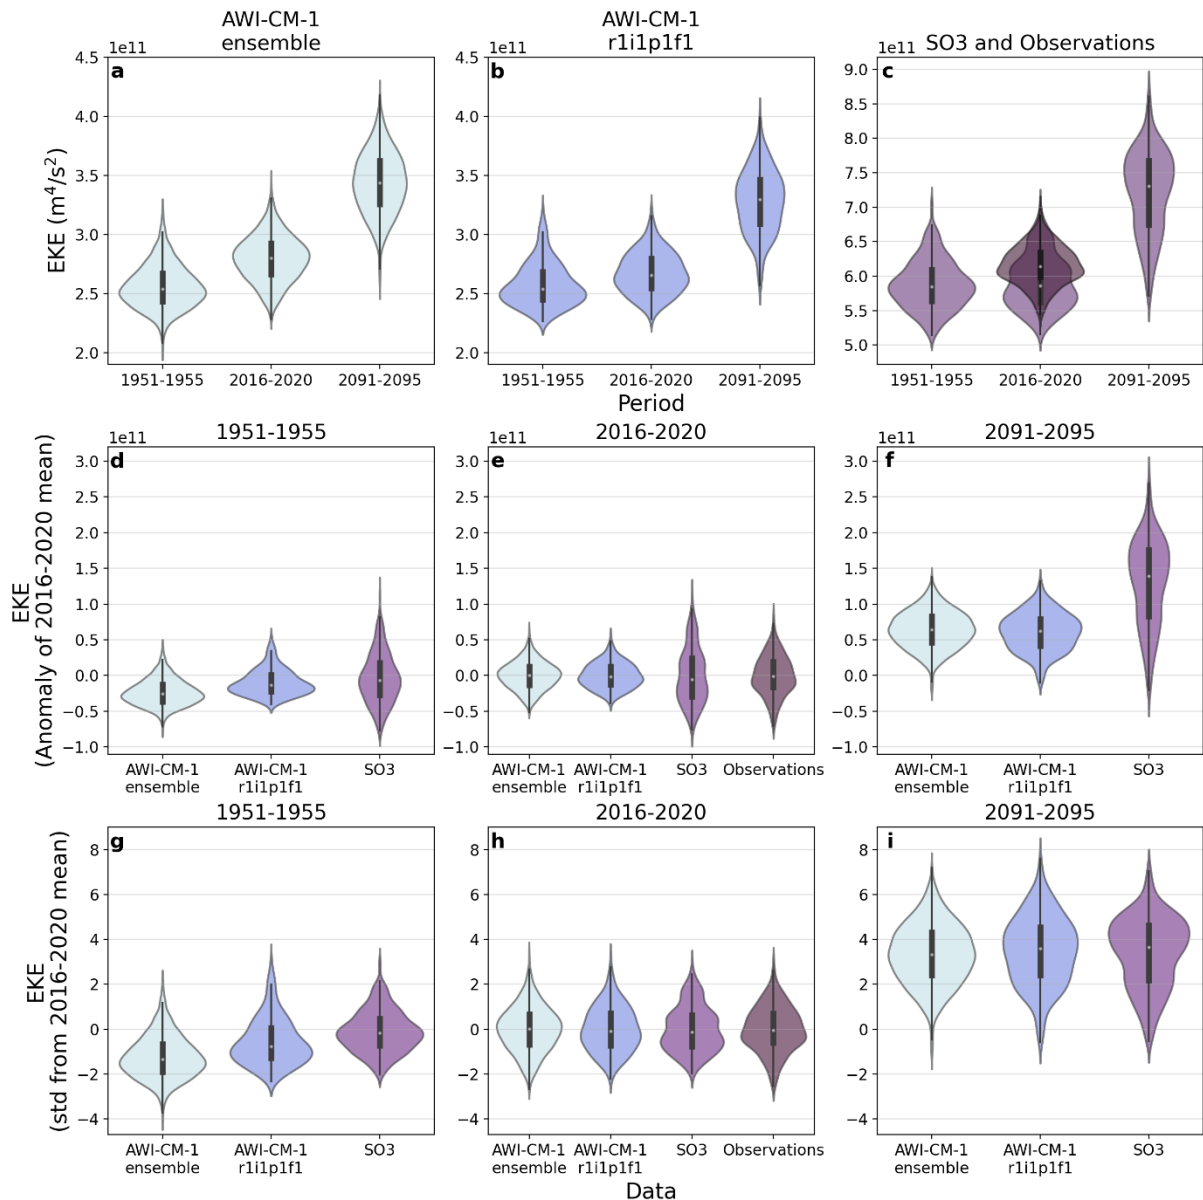 AWI-CM-1
ensemble
AWI-CM-1
r1i1p1f1
SO3 and Observations
1e11
1e11
1e11
a
b
c
EKE (m⁴/s²)
4.5
4.0
3.5
3.0
2.5
2.0
4.5
4.0
3.5
3.0
2.5
2.0
9.0
8.5
8.0
7.5
7.0
6.5
6.0
5.5
5.0
1951-1955 2016-2020 2091-2095
1951-1955 2016-2020 2091-2095
1951-1955 2016-2020 2091-2095
Period
1951-1955
2016-2020
2091-2095
1e11
1e11
1e11
d
e
f
EKE
(Anomaly of 2016-2020 mean)
3.0
2.5
2.0
1.5
1.0
0.5
0.0
−0.5
−1.0
3.0
2.5
2.0
1.5
1.0
0.5
0.0
−0.5
−1.0
3.0
2.5
2.0
1.5
1.0
0.5
0.0
−0.5
−1.0
AWI-CM-1 AWI-CM-1 SO3
ensemble r1i1p1f1
AWI-CM-1 AWI-CM-1 SO3 Observations
ensemble r1i1p1f1
AWI-CM-1 AWI-CM-1 SO3
ensemble r1i1p1f1
1951-1955
2016-2020
2091-2095
g
h
i
EKE
(std from 2016-2020 mean)
8
6
4
2
0
−2
−4
8
6
4
2
0
−2
−4
8
6
4
2
0
−2
−4
AWI-CM-1 AWI-CM-1 SO3
ensemble r1i1p1f1
AWI-CM-1 AWI-CM-1 SO3 Observations
ensemble r1i1p1f1
AWI-CM-1 AWI-CM-1 SO3
ensemble r1i1p1f1
Data